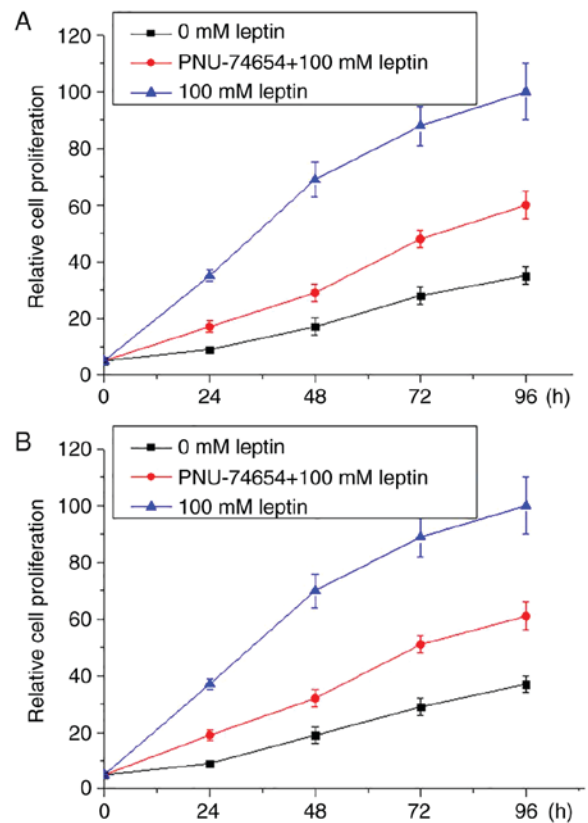 A
120
100
80
60
40
20
0
Relative cell proliferation
0 mM leptin
PNU-74654+100 mM leptin
100 mM leptin
0 24 48 72 96 (h)
B
120
100
80
60
40
20
0
Relative cell proliferation
0 mM leptin
PNU-74654+100 mM leptin
100 mM leptin
0 24 48 72 96 (h)